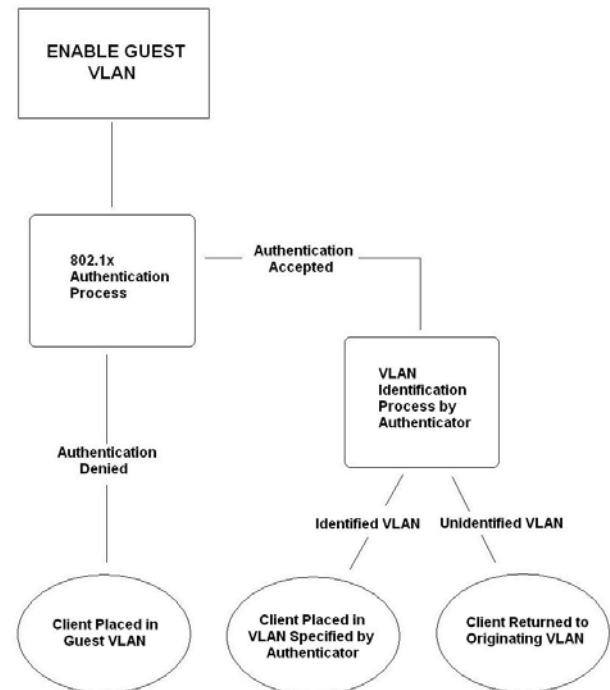 ENABLE GUEST
VLAN
802.1x
Authentication
Process
Authentication
Accepted
VLAN
Identification
Process by
Authenticator
Authentication
Denied
Identified VLAN
Unidentified VLAN
Client Placed in
Guest VLAN
Client Placed in
VLAN Specified by
Authenticator
Client Returned to
Originating VLAN